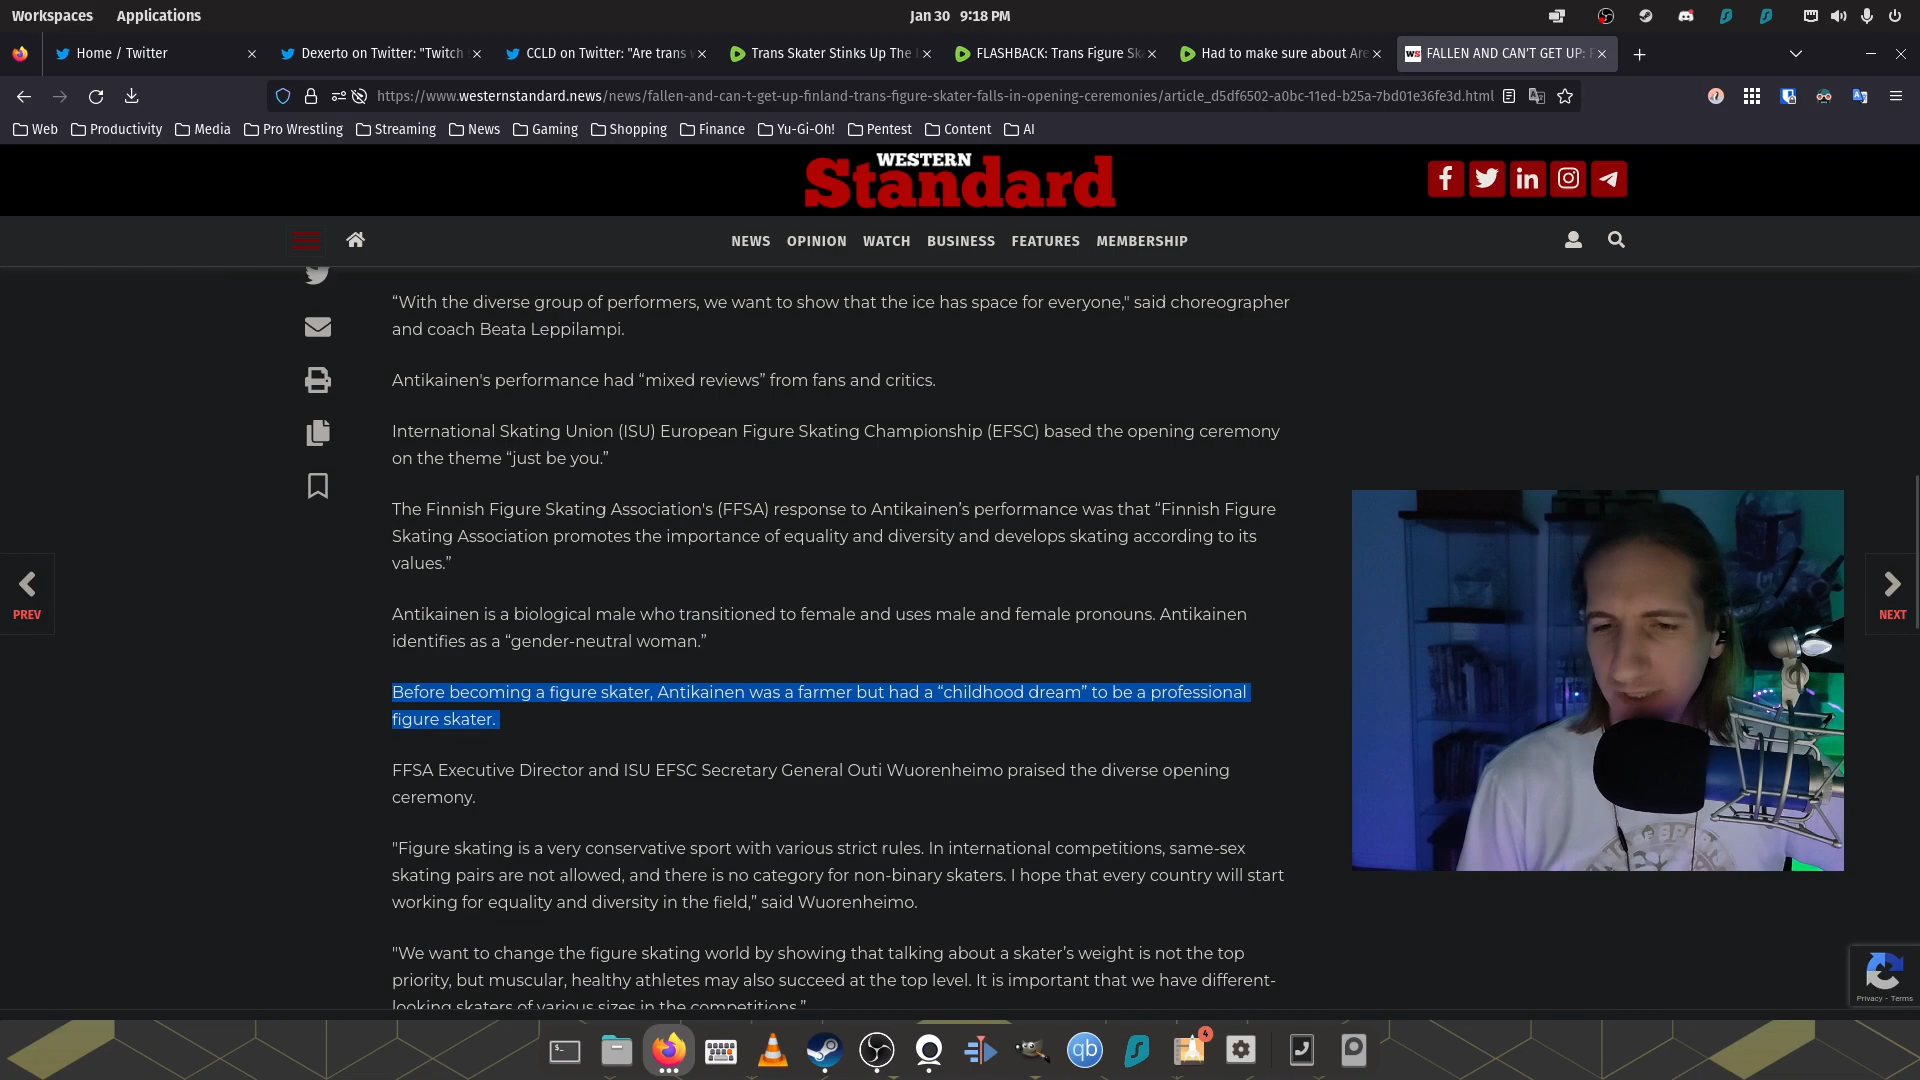 Workspaces Applications Jan 30 9:18 PM
Home / Twitter Dexerto on Twitter: "Twitch CCLD on Twitter: "Are trans Trans Skater Stinks Up The FLASHBACK: Trans Figure Sk Had to make sure about Are FALLEN AND CAN'T GET UP:
https://www.westernstandard.news/news/fallen-and-can-t-get-up-finland-trans-figure-skater-falls-in-opening-ceremonies/article_d5df6502-a0bc-11ed-b25a-7bd01e36fe3d.html
Web Productivity Media Pro Wrestling Streaming News Gaming Shopping Finance Yu-Gi-Oh! Pentest Content AI
WESTERN
Standard
NEWS OPINION WATCH BUSINESS FEATURES MEMBERSHIP
“With the diverse group of performers, we want to show that the ice has space for everyone," said choreographer
and coach Beata Leppilampi.
Antikainen's performance had “mixed reviews” from fans and critics.
International Skating Union (ISU) European Figure Skating Championship (EFSC) based the opening ceremony
on the theme “just be you.”
The Finnish Figure Skating Association's (FFSA) response to Antikainen’s performance was that “Finnish Figure
Skating Association promotes the importance of equality and diversity and develops skating according to its
values.”
Antikainen is a biological male who transitioned to female and uses male and female pronouns. Antikainen
identifies as a “gender-neutral woman.”
Before becoming a figure skater, Antikainen was a farmer but had a “childhood dream” to be a professional
figure skater.
FFSA Executive Director and ISU EFSC Secretary General Outi Wuorenheimo praised the diverse opening
ceremony.
"Figure skating is a very conservative sport with various strict rules. In international competitions, same-sex
skating pairs are not allowed, and there is no category for non-binary skaters. I hope that every country will start
working for equality and diversity in the field,” said Wuorenheimo.
"We want to change the figure skating world by showing that talking about a skater’s weight is not the top
priority, but muscular, healthy athletes may also succeed at the top level. It is important that we have different-
looking skaters of various sizes in the competitions.”
PREV
NEXT
Privacy - Terms
4
qb